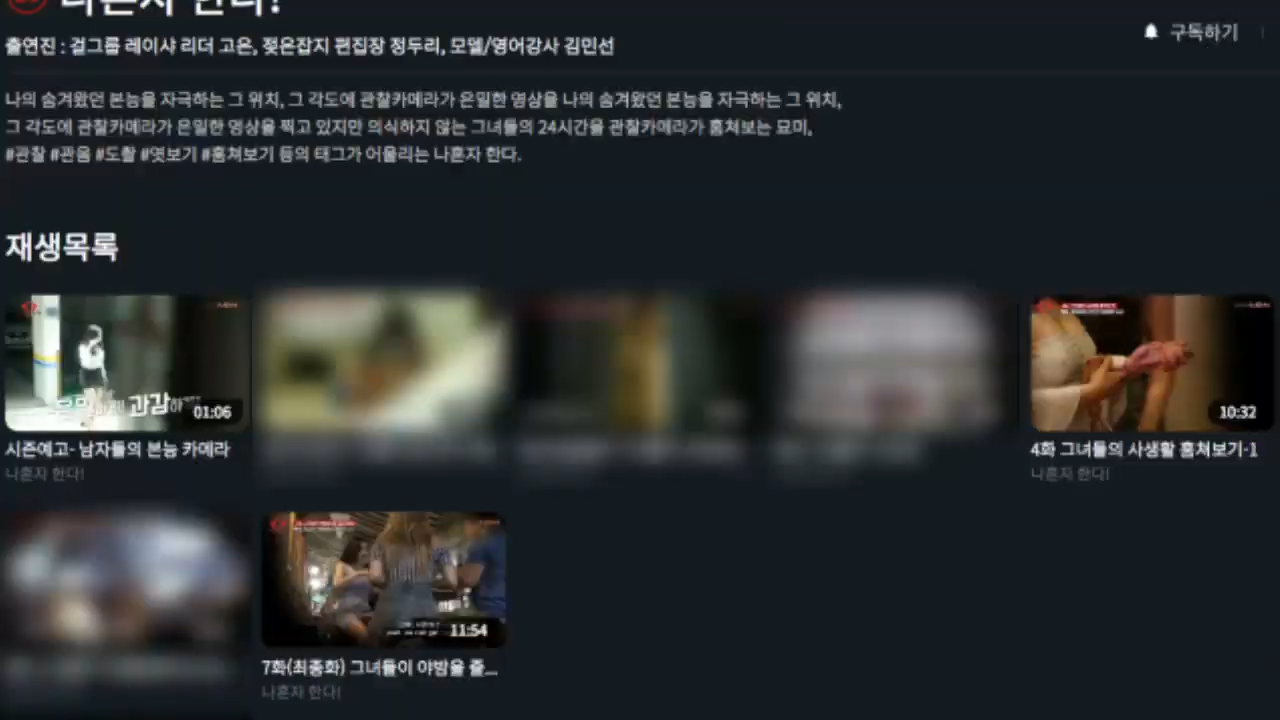 나혼자 한다!
구독하기
출연진 : 걸그룹 레이샤 리더 고은, 젖은잡지 편집장 정두리, 모델/영어강사 김민선
나의 숨겨왔던 본능을 자극하는 그 위치, 그 각도에 관찰카메라가 은밀한 영상을 나의 숨겨왔던 본능을 자극하는 그 위치,
그 각도에 관찰카메라가 은밀한 영상을 찍고 있지만 의식하지 않는 그녀들의 24시간을 관찰카메라가 훔쳐보는 묘미,
#관찰 #관음 #도촬 #엿보기 #훔쳐보기 등의 태그가 어울리는 나혼자 한다.
재생목록
과감
01:06
10:32
시즌예고- 남자들의 본능 카메라
4화 그녀들의 사생활 훔쳐보기-1
나혼자 한다!
나혼자 한다!
11:54
7화(최종화) 그녀들이 야밤을 즐...
나혼자 한다!